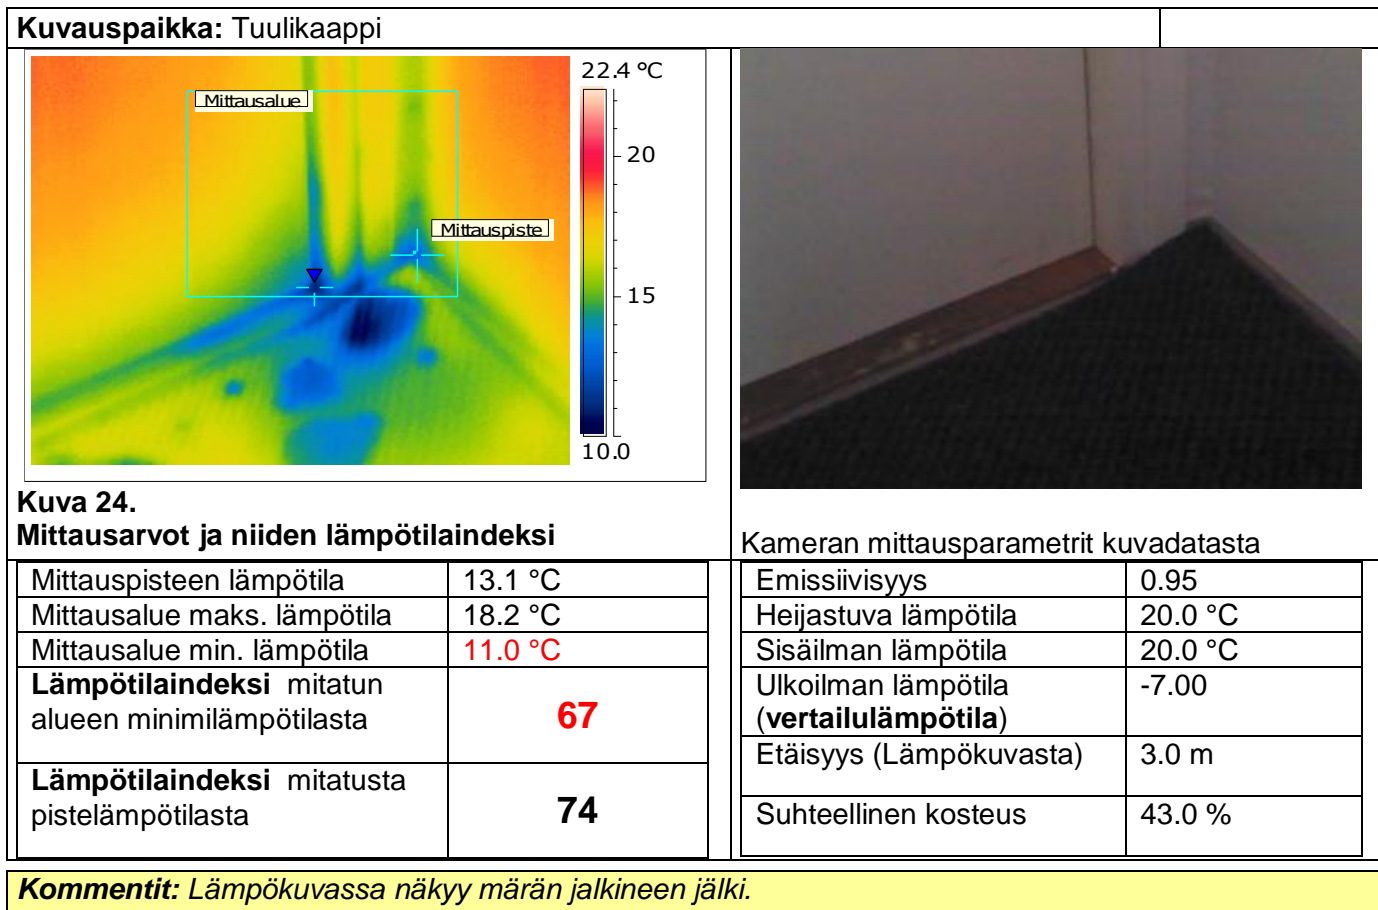 Kuvauspaikka: Tuulikaappi
Mittausalue
Mittauspiste
22.4 °C
20
15
10.0
Kuva 24.
Mittausarvot ja niiden lämpötilaindeksi
Kameran mittausparametrit kuvadatasta
Mittauspisteen lämpötila 13.1 °C
Mittausalue maks. lämpötila 18.2 °C
Mittausalue min. lämpötila 11.0 °C
Lämpötilaindeksi mitatun
alueen minimilämpötilasta 67
Lämpötilaindeksi mitatusta
pistelämpötilasta 74
Emissiivisyys 0.95
Heijastuva lämpötila 20.0 °C
Sisäilman lämpötila 20.0 °C
Ulkoilman lämpötila -7.00
(vertailulämpötila)
Etäisyys (Lämpökuvasta) 3.0 m
Suhteellinen kosteus 43.0 %
Kommentit: Lämpökuvassa näkyy märän jalkineen jälki.